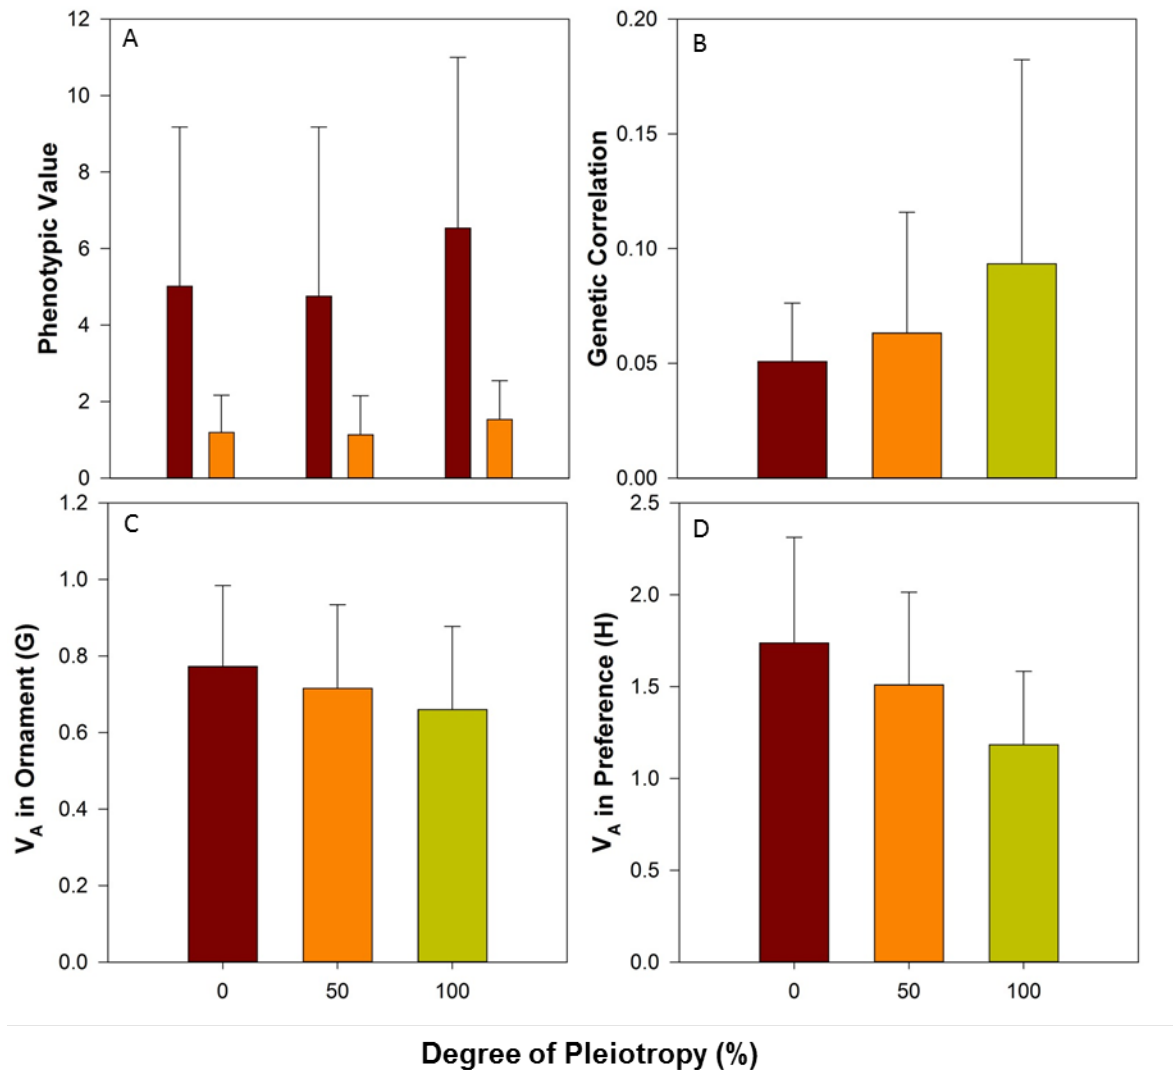 A
Phenotypic Value
12
10
8
6
4
2
0
B
Genetic Correlation
0.20
0.15
0.10
0.05
0.00
C
V_A in Ornament (G)
1.2
1.0
0.8
0.6
0.4
0.2
0.0
0 50 100
D
V_A in Preference (H)
2.5
2.0
1.5
1.0
0.5
0.0
0 50 100
Degree of Pleiotropy (%)